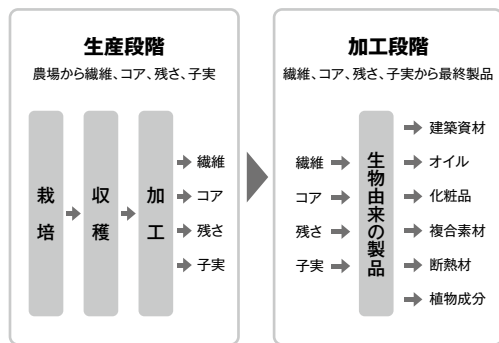 生産段階
農場から繊維、コア、残さ、子実
栽培
収穫
加工
繊維
コア
残さ
子実
加工段階
繊維、コア、残さ、子実から最終製品
繊維
コア
残さ
子実
生物由来の製品
建築資材
オイル
化粧品
複合素材
断熱材
植物成分